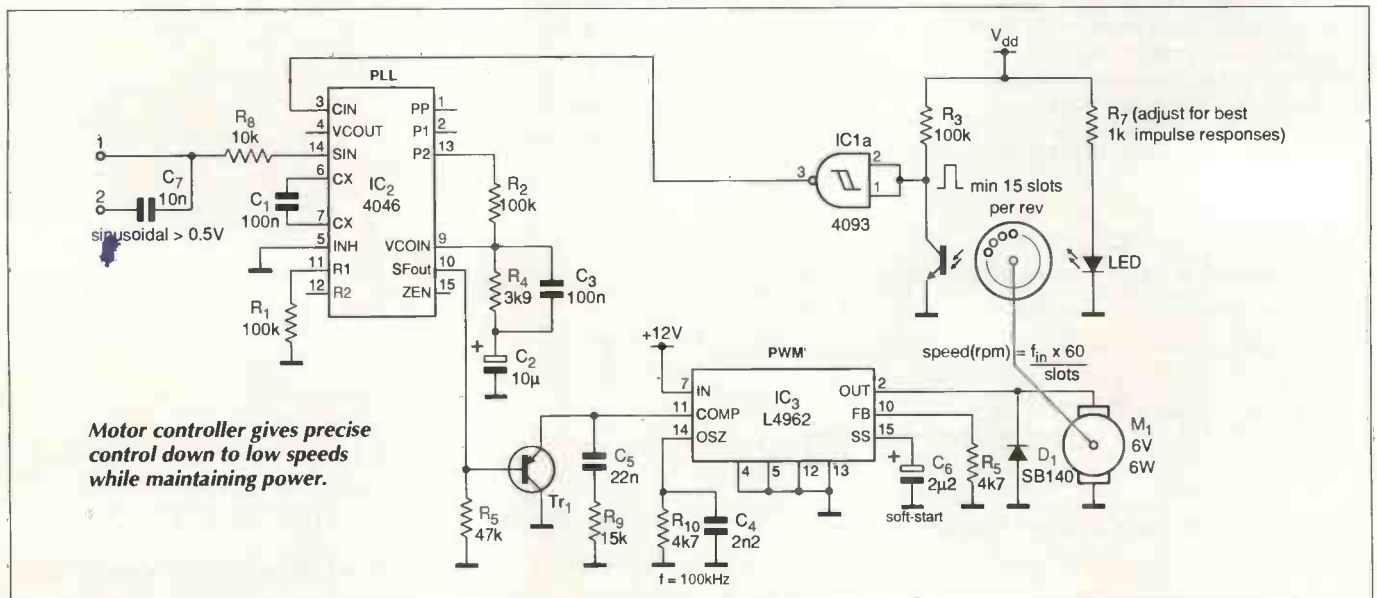 PLL
3 CIN PP 1
4 VCOUT P1 2
14 SIN P2 13
6 CX
IC2
4046
7 CX
5 INH VCOIN 9
11 R1 SFout 10
12 R2 ZEN 15
1
2
R8
10k
C7
10n
sinusoidal > 0.5V
C1
100n
R1
100k
R2
100k
R4
3k9
C3
100n
+
C2
10µ
Vdd
R3
100k
R7 (adjust for best
1k impulse responses)
IC1a
3
2
1
4093
min 15 slots
per rev
LED
speed(rpm) = fin x 60
slots
+12V
PWM
7 IN OUT 2
IC3
L4962
11 COMP FB 10
14 OSZ SS 15
4 5 12 13
+
C6
2µ2
soft-start
R5
4k7
D1
SB140
M1
6V
6W
R10
4k7
C4
2n2
f = 100kHz
C5
22n
R9
15k
Tr1
R5
47k
Motor controller gives precise
control down to low speeds
while maintaining power.